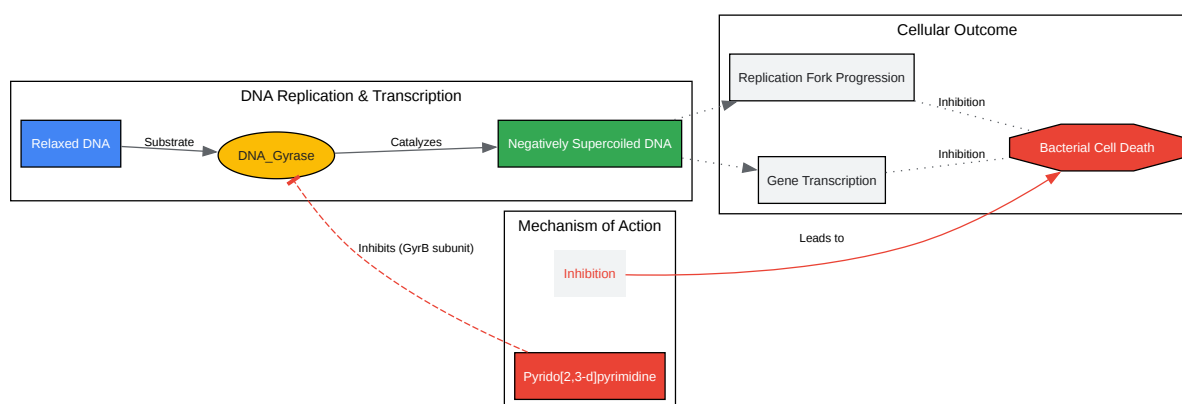 Cellular Outcome
Replication Fork Progression
Inhibition
DNA Replication & Transcription
Relaxed DNA
Substrate
DNA_Gyrase
Catalyzes
Negatively Supercoiled DNA
Bacterial Cell Death
Inhibition
Gene Transcription
Mechanism of Action
Leads to
Inhibits (GyrB subunit)
Inhibition
Pyrido[2,3-d]pyrimidine